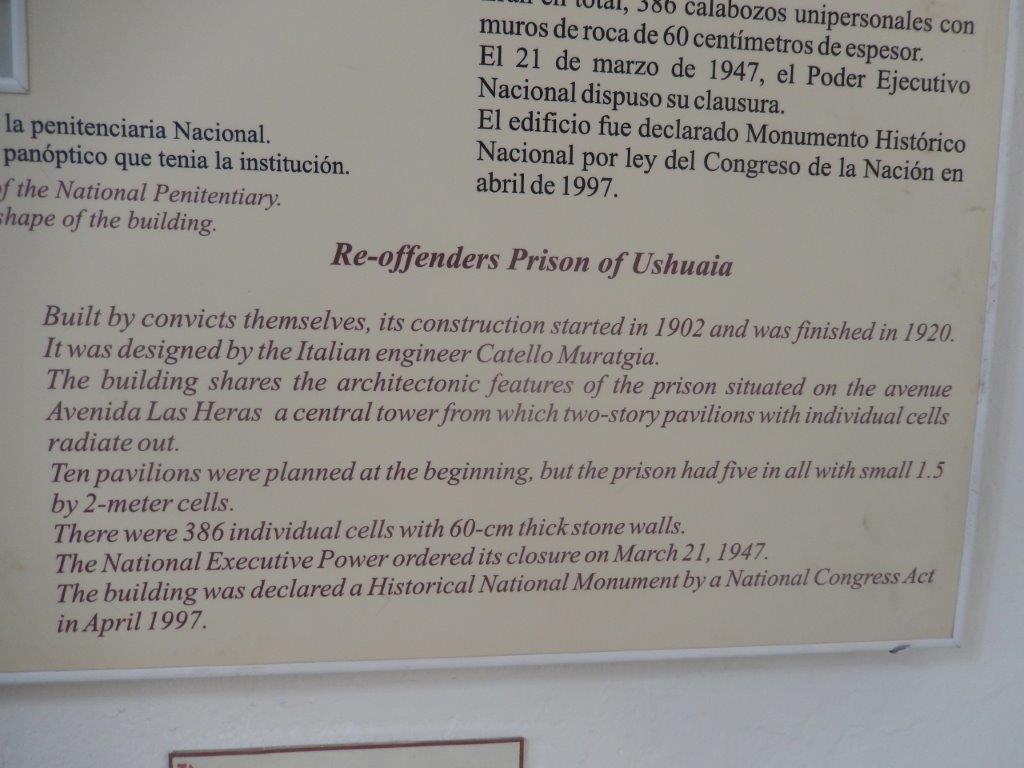 la penitenciaria Nacional.
panóptico que tenia la institución.
of the National Penitentiary.
shape of the building.
en total, 386 calabozos unipersonales con
muros de roca de 60 centímetros de espesor.
El 21 de marzo de 1947, el Poder Ejecutivo
Nacional dispuso su clausura.
El edificio fue declarado Monumento Histórico
Nacional por ley del Congreso de la Nación en
abril de 1997.
Re-offenders Prison of Ushuaia
Built by convicts themselves, its construction started in 1902 and was finished in 1920.
It was designed by the Italian engineer Catello Muratgia.
The building shares the architectonic features of the prison situated on the avenue
Avenida Las Heras a central tower from which two-story pavilions with individual cells
radiate out.
Ten pavilions were planned at the beginning, but the prison had five in all with small 1.5
by 2-meter cells.
There were 386 individual cells with 60-cm thick stone walls.
The National Executive Power ordered its closure on March 21, 1947.
The building was declared a Historical National Monument by a National Congress Act
in April 1997.